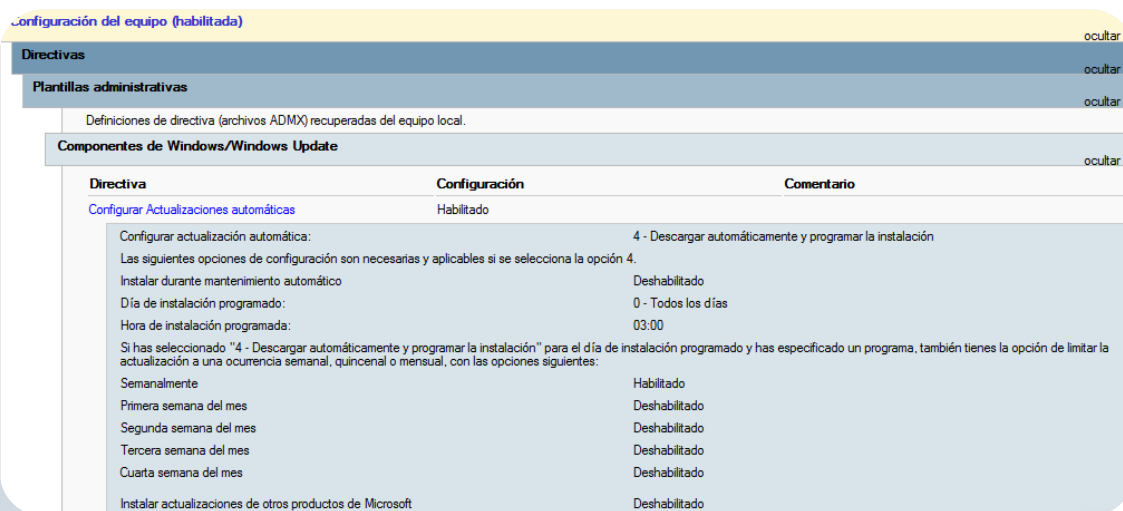 Configuración del equipo (habilitada)
ocultar
Directivas
ocultar
Plantillas administrativas
ocultar
Definiciones de directiva (archivos ADMX) recuperadas del equipo local.
Componentes de Windows/Windows Update
ocultar
Directiva Configuración Comentario
Configurar Actualizaciones automáticas Habilitado
Configurar actualización automática: 4 - Descargar automáticamente y programar la instalación
Las siguientes opciones de configuración son necesarias y aplicables si se selecciona la opción 4.
Instalar durante mantenimiento automático Deshabilitado
Día de instalación programado: 0 - Todos los días
Hora de instalación programada: 03:00
Si has seleccionado "4 - Descargar automáticamente y programar la instalación" para el día de instalación programado y has especificado un programa, también tienes la opción de limitar la
actualización a una ocurrencia semanal, quincenal o mensual, con las opciones siguientes:
Semanalmente Habilitado
Primera semana del mes Deshabilitado
Segunda semana del mes Deshabilitado
Tercera semana del mes Deshabilitado
Cuarta semana del mes Deshabilitado
Instalar actualizaciones de otros productos de Microsoft Deshabilitado